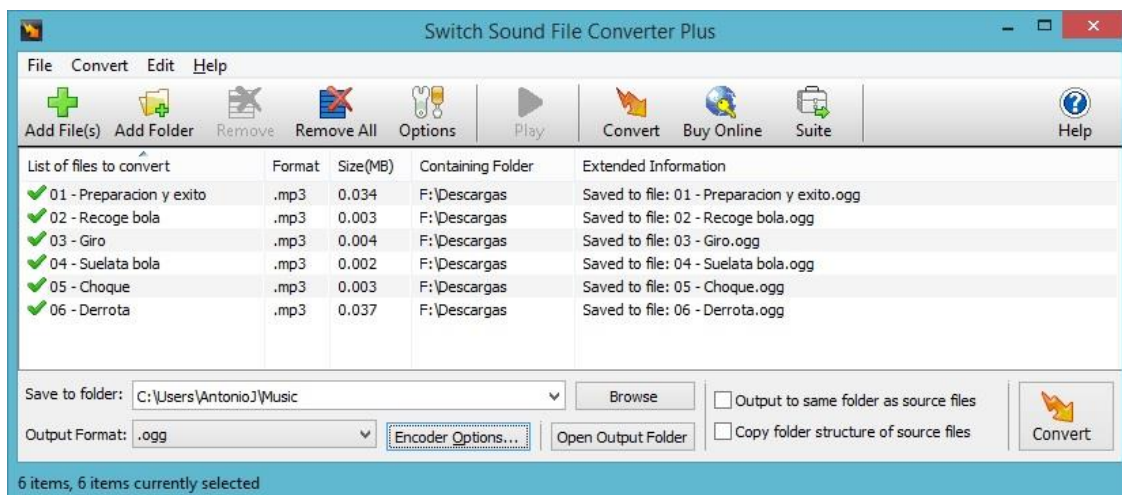 Switch Sound File Converter Plus
File Convert Edit Help
Add File(s) Add Folder Remove Remove All Options Play Convert Buy Online Suite Help
List of files to convert Format Size(MB) Containing Folder Extended Information
01 - Preparacion y exito .mp3 0.034 F:\Descargas Saved to file: 01 - Preparacion y exito.ogg
02 - Recoge bola .mp3 0.003 F:\Descargas Saved to file: 02 - Recoge bola.ogg
03 - Giro .mp3 0.004 F:\Descargas Saved to file: 03 - Giro.ogg
04 - Suelata bola .mp3 0.002 F:\Descargas Saved to file: 04 - Suelata bola.ogg
05 - Choque .mp3 0.003 F:\Descargas Saved to file: 05 - Choque.ogg
06 - Derrota .mp3 0.037 F:\Descargas Saved to file: 06 - Derrota.ogg
Save to folder: C:\Users\AntonioJ\Music Browse Output to same folder as source files
Output Format: .ogg Encoder Options... Open Output Folder Copy folder structure of source files Convert
6 items, 6 items currently selected